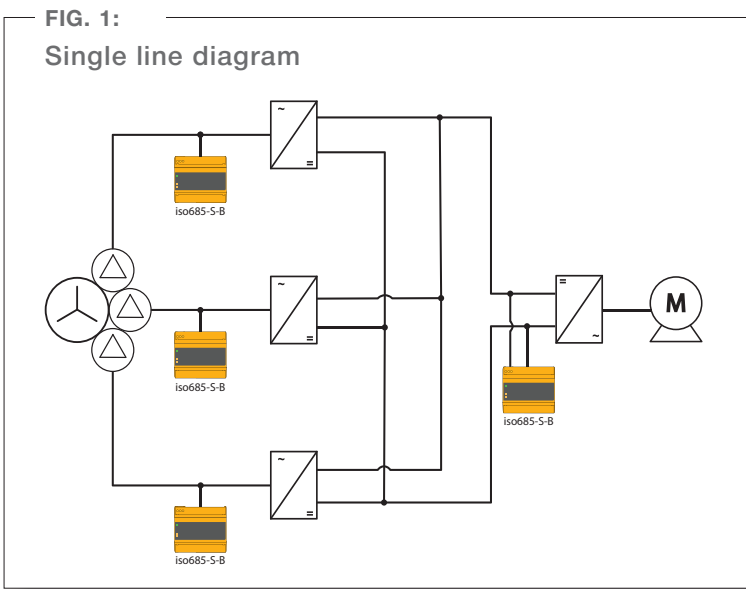 FIG. 1:
Single line diagram
~
=
iso685-S-B
~
=
iso685-S-B
=
~
M
iso685-S-B
~
=
iso685-S-B